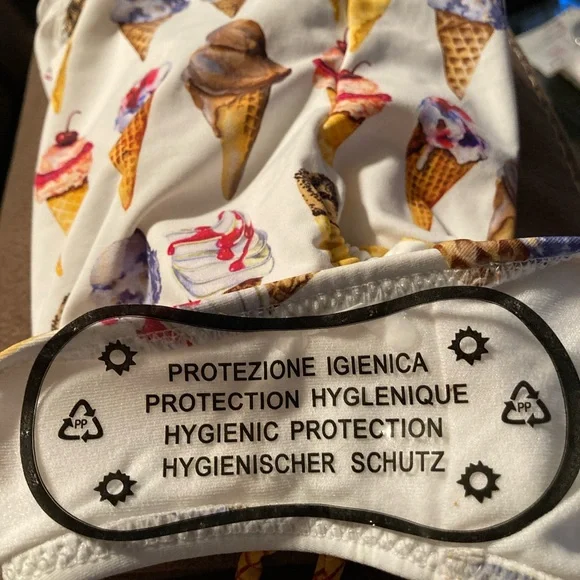 PROTEZIONE IGIENICA
PROTECTION HYGLENIQUE
HYGIENIC PROTECTION
HYGIENISCHER SCHUTZ
PP
PP